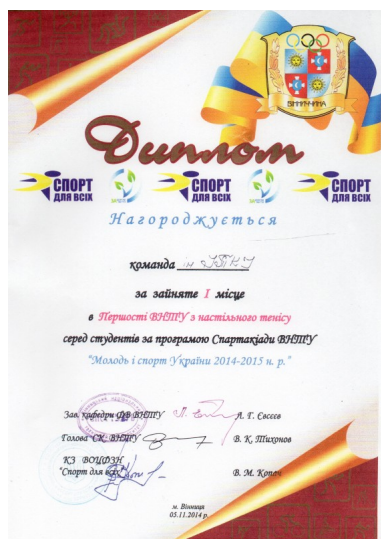 ВІННИЧЧИНА
Диплом
СПОРТ ДЛЯ ВСІХ
СПОРТ ДЛЯ ВСІХ
СПОРТ ДЛЯ ВСІХ
Нагороджується
команда
за зайняте I місце
в Першості ВНТУ з настільного тенісу
серед студентів за програмою Спартакіади ВНТУ
"Молодь і спорт України 2014-2015 н. р."
Зав. кафедри ФВ ВНТУ А. Г. Євсєєв
Голова СК ВНТУ В. К. Тихонов
КЗ ВОЦФЗН
"Спорт для всіх" В. М. Копач
м. Вінниця
05.11.2014 р.